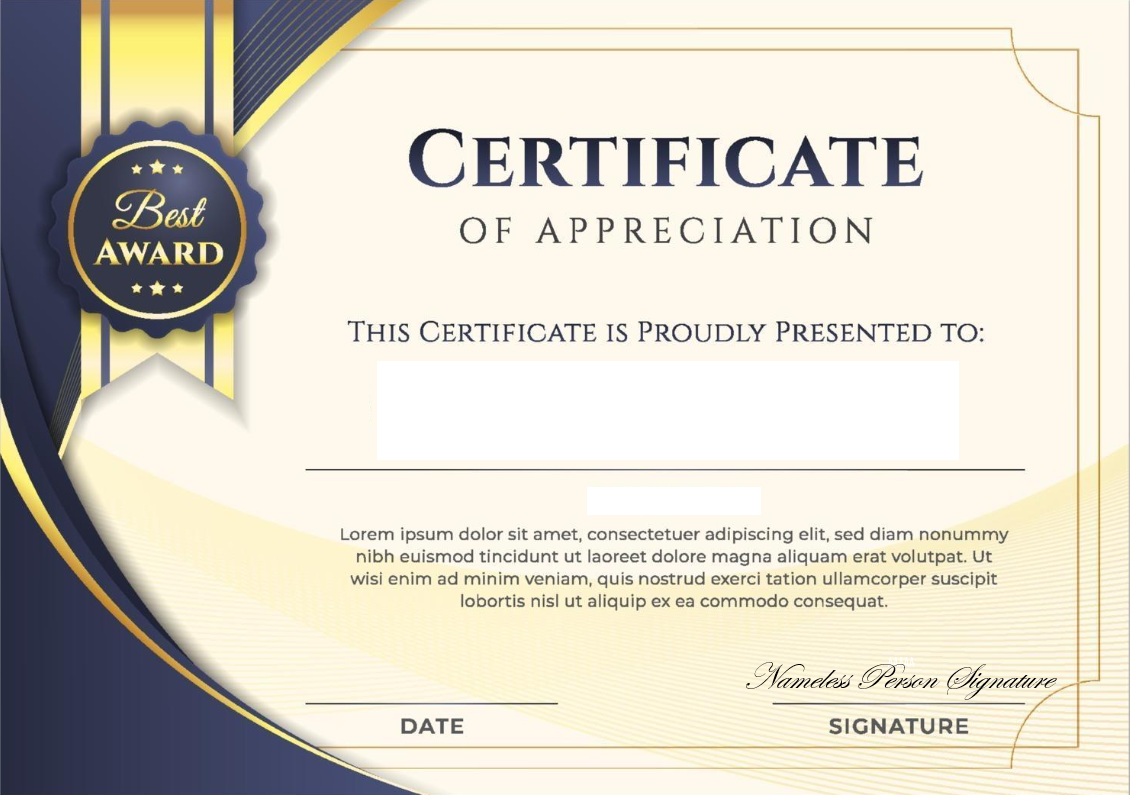 Best
AWARD
CERTIFICATE
OF APPRECIATION
THIS CERTIFICATE IS PROUDLY PRESENTED TO:
Lorem ipsum dolor sit amet, consectetuer adipiscing elit, sed diam nonummy
nibh euismod tincidunt ut laoreet dolore magna aliquam erat volutpat. Ut
wisi enim ad minim veniam, quis nostrud exerci tation ullamcorper suscipit
lobortis nisl ut aliquip ex ea commodo consequat.
Nameless Person Signature
DATE
SIGNATURE